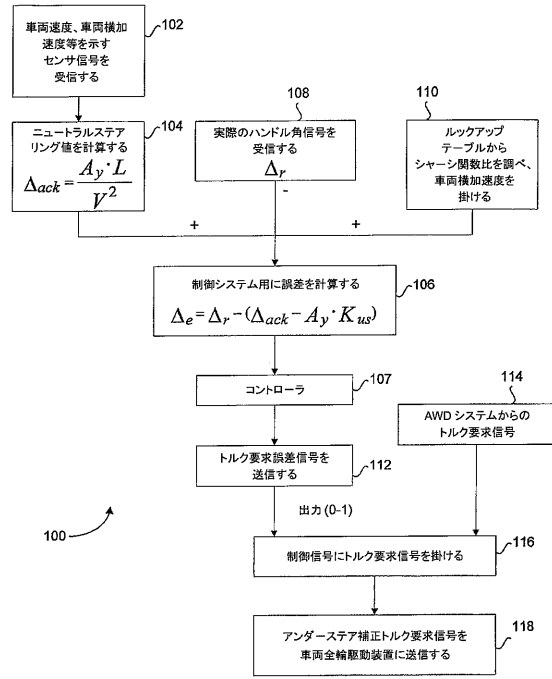 車両速度、車両横加
速度等を示す
センサ信号を
受信する
102
ニュートラルステア
リング値を計算する
Δack = Ay · L / V²
104
108
実際のハンドル角信号を
受信する
Δr
110
ルックアップ
テーブルから
シャーシ関数比を調べ、
車両横加速度を
掛ける
+
-
+
制御システム用に誤差を計算する
Δe = Δr – (Δack – Ay · Kus)
106
コントローラ
107
114
AWD システムからの
トルク要求信号
トルク要求誤差信号を
送信する
112
出力 (0-1)
100
制御信号にトルク要求信号を掛ける
116
アンダーステア補正トルク要求信号を
車両全輪駆動装置に送信する
118